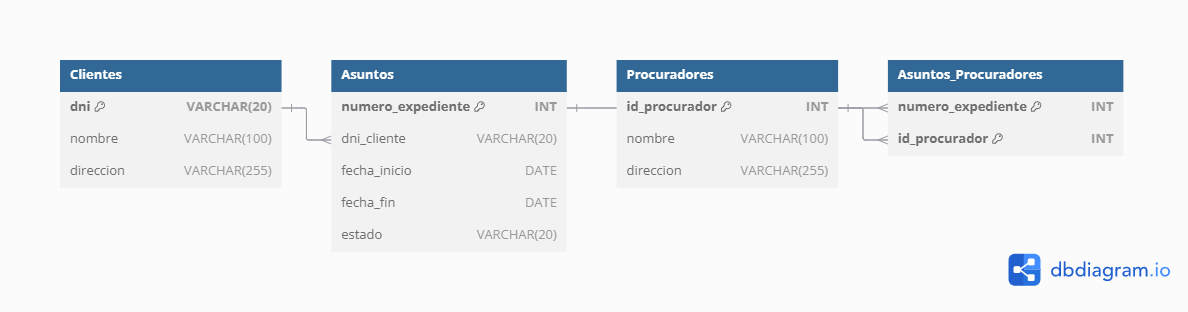 Clientes
dni VARCHAR(20)
nombre VARCHAR(100)
direccion VARCHAR(255)
Asuntos
numero_expediente INT
dni_cliente VARCHAR(20)
fecha_inicio DATE
fecha_fin DATE
estado VARCHAR(20)
Procuradores
id_procurador INT
nombre VARCHAR(100)
direccion VARCHAR(255)
Asuntos_Procuradores
numero_expediente INT
id_procurador INT
dbdiagram.io